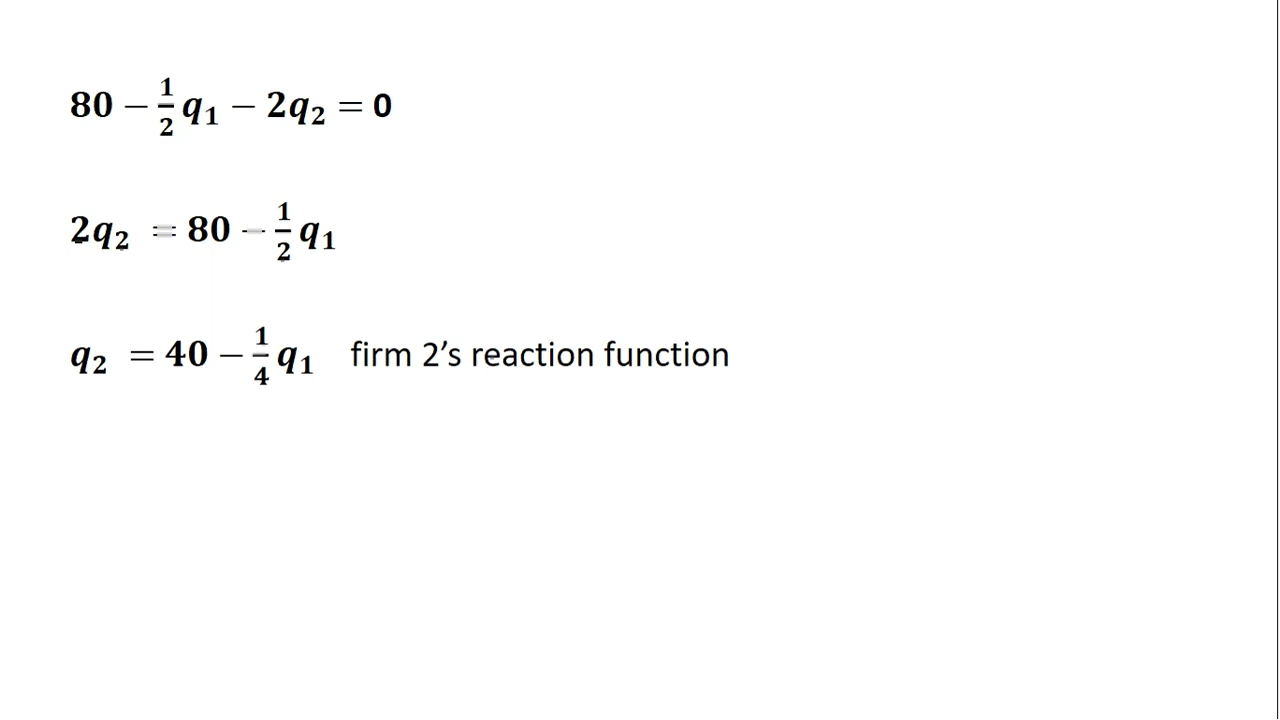 80 − 1/2 q₁ − 2q₂ = 0
2q₂ = 80 − 1/2 q₁
q₂ = 40 − 1/4 q₁ firm 2’s reaction function